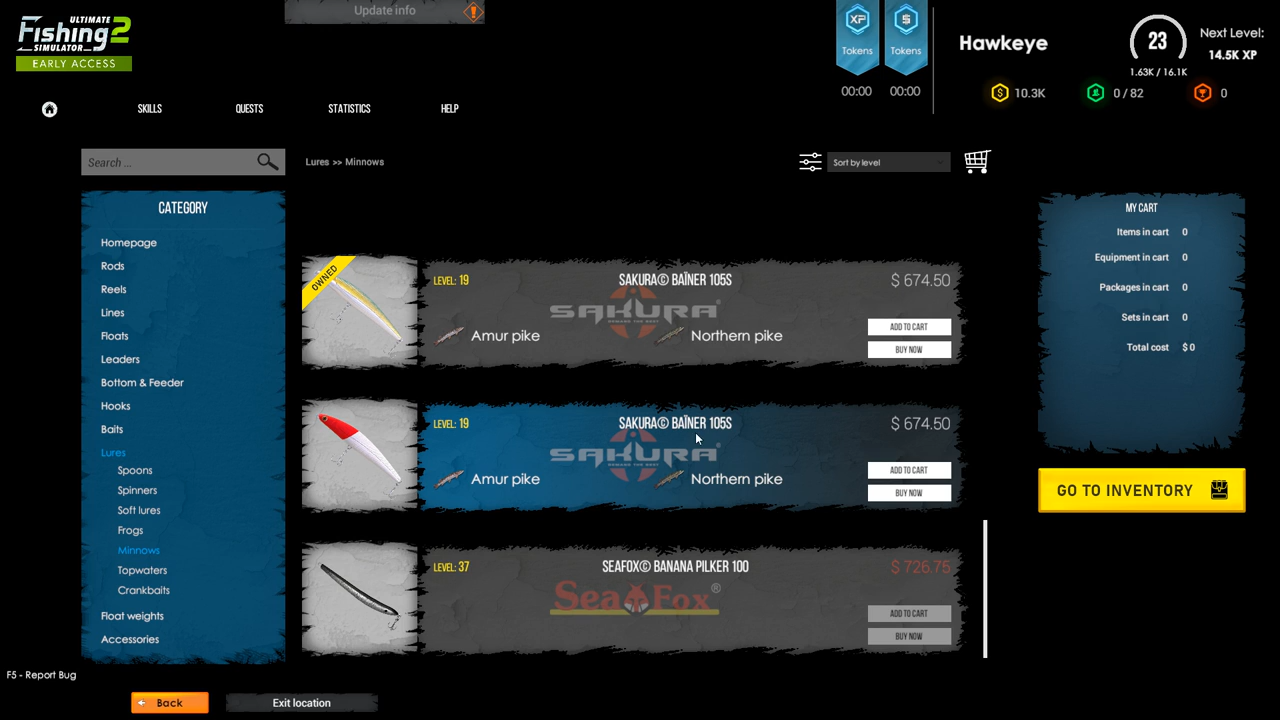 ULTIMATE
Fishing 2
SIMULATOR
EARLY ACCESS
Update info
XP
Tokens
00:00
$
Tokens
00:00
Hawkeye
23
1.63K / 16.1K
Next Level:
14.5K XP
10.3K
0 / 82
0
SKILLS
QUESTS
STATISTICS
HELP
Search ...
Lures >> Minnows
Sort by level
CATEGORY
Homepage
Rods
Reels
Lines
Floats
Leaders
Bottom & Feeder
Hooks
Baits
Lures
Spoons
Spinners
Soft lures
Frogs
Minnows
Topwaters
Crankbaits
Float weights
Accessories
OWNED
LEVEL: 19
SAKURA© BAÏNER 105S
$ 674.50
SAKURA
Amur pike
Northern pike
ADD TO CART
BUY NOW
LEVEL: 19
SAKURA© BAÏNER 105S
$ 674.50
SAKURA
Amur pike
Northern pike
ADD TO CART
BUY NOW
LEVEL: 37
SEAFOX© BANANA PILKER 100
$ 726.75
SeaFox®
ADD TO CART
BUY NOW
MY CART
Items in cart 0
Equipment in cart 0
Packages in cart 0
Sets in cart 0
Total cost $ 0
GO TO INVENTORY
F5 - Report Bug
Back
Exit location